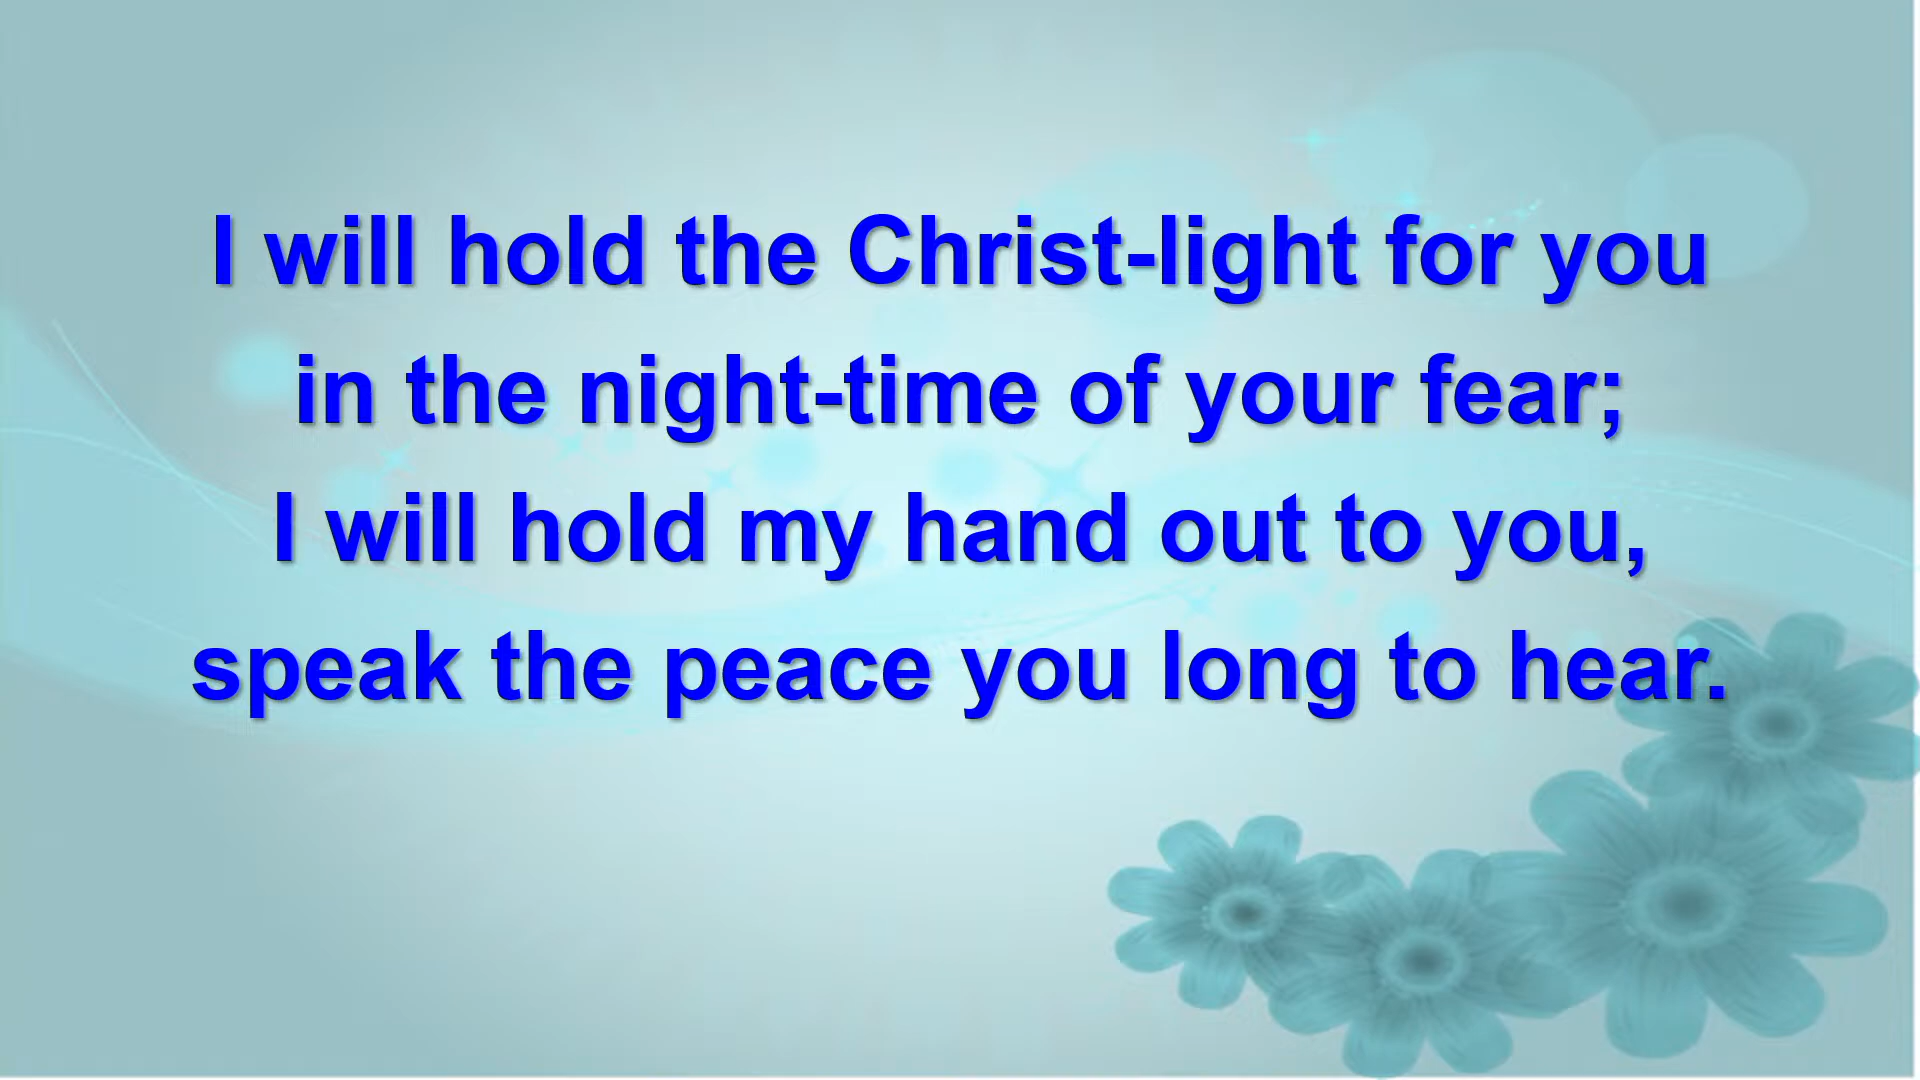 I will hold the Christ-light for you
in the night-time of your fear;
I will hold my hand out to you,
speak the peace you long to hear.